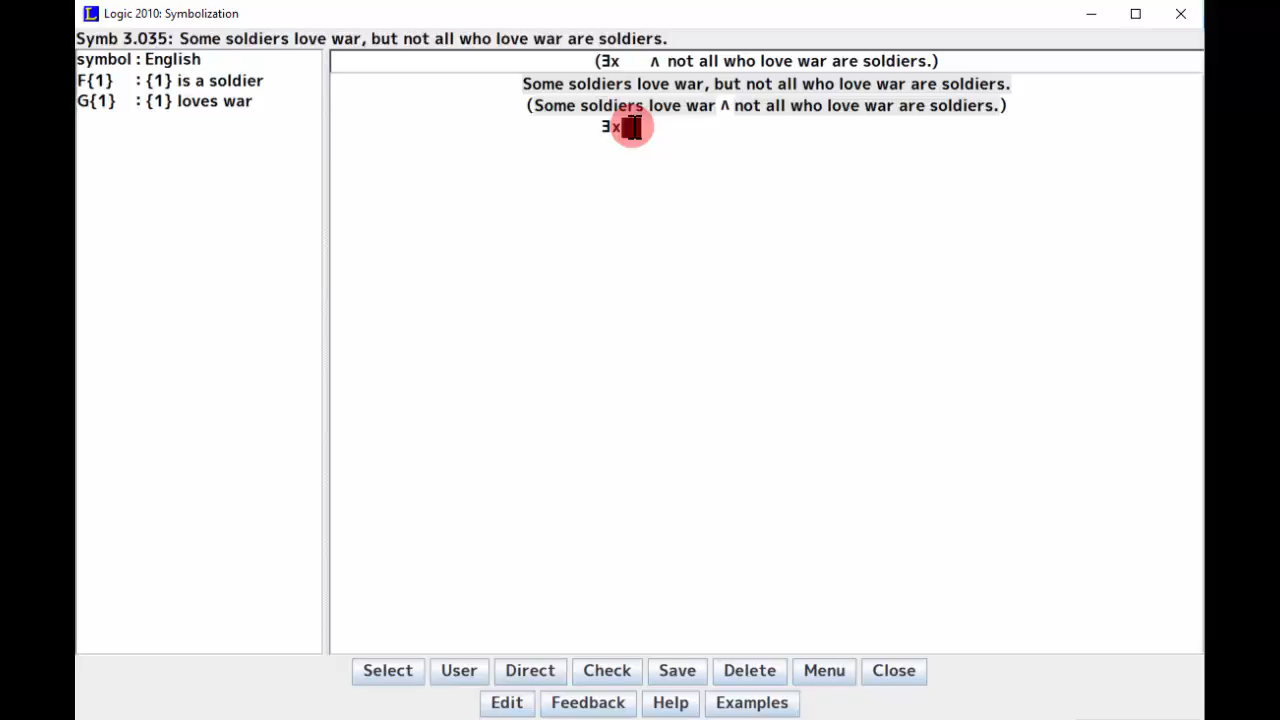 Logic 2010: Symbolization
Symb 3.035: Some soldiers love war, but not all who love war are soldiers.
symbol : English
F{1} : {1} is a soldier
G{1} : {1} loves war
(∃x ∧ not all who love war are soldiers.)
Some soldiers love war, but not all who love war are soldiers.
(Some soldiers love war ∧ not all who love war are soldiers.)
∃x
Select User Direct Check Save Delete Menu Close
Edit Feedback Help Examples